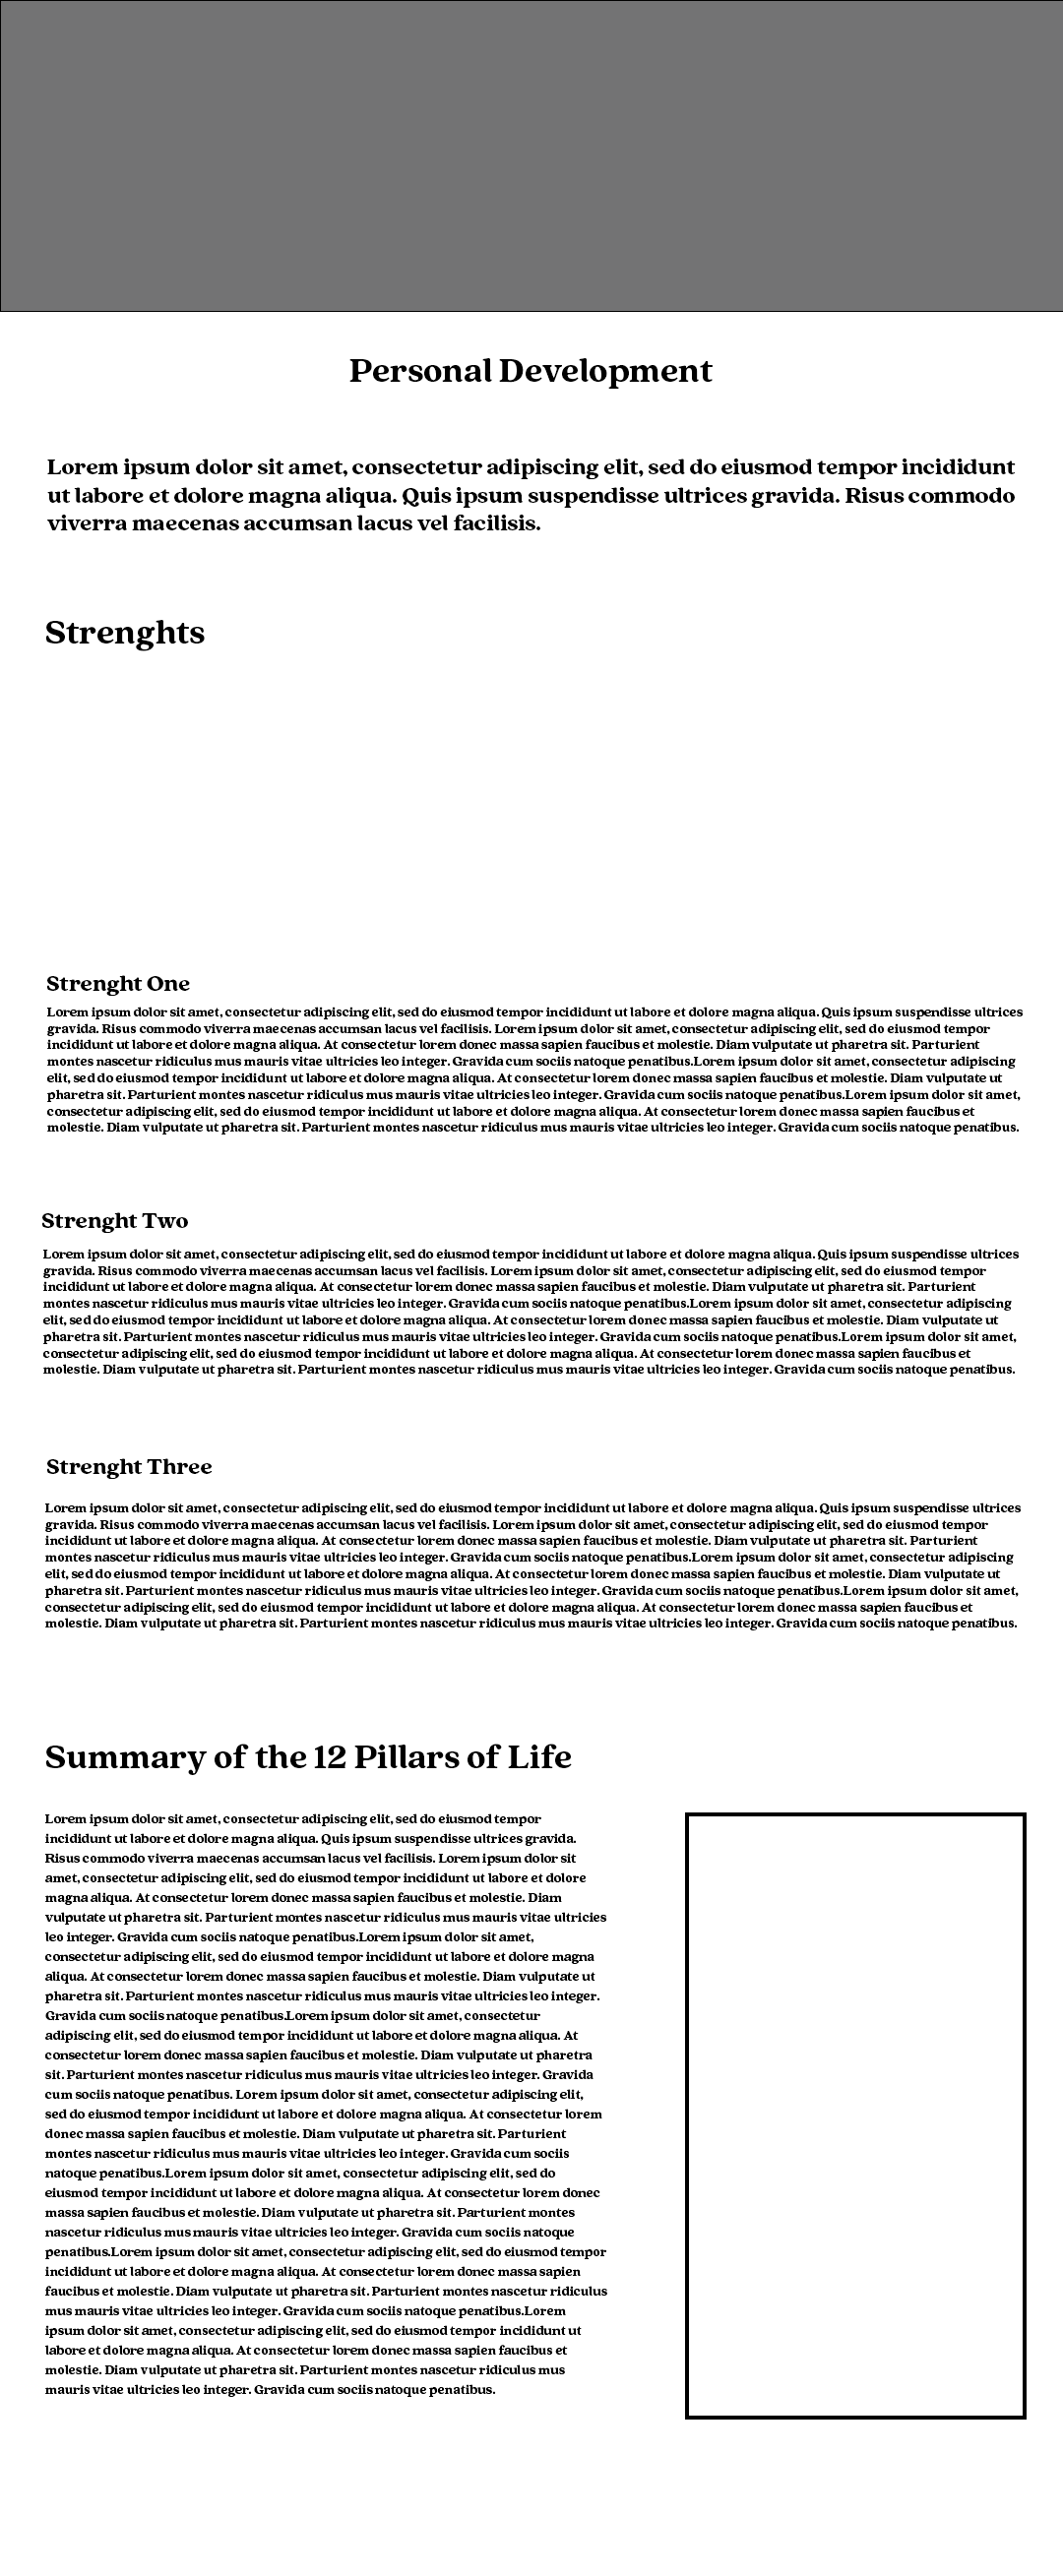 Personal Development
Lorem ipsum dolor sit amet, consectetur adipiscing elit, sed do eiusmod tempor incididunt
ut labore et dolore magna aliqua. Quis ipsum suspendisse ultrices gravida. Risus commodo
viverra maecenas accumsan lacus vel facilisis.
Strenghts
Strenght One
Lorem ipsum dolor sit amet, consectetur adipiscing elit, sed do eiusmod tempor incididunt ut labore et dolore magna aliqua. Quis ipsum suspendisse ultrices
gravida. Risus commodo viverra maecenas accumsan lacus vel facilisis. Lorem ipsum dolor sit amet, consectetur adipiscing elit, sed do eiusmod tempor
incididunt ut labore et dolore magna aliqua. At consectetur lorem donec massa sapien faucibus et molestie. Diam vulputate ut pharetra sit. Parturient
montes nascetur ridiculus mus mauris vitae ultricies leo integer. Gravida cum sociis natoque penatibus.Lorem ipsum dolor sit amet, consectetur adipiscing
elit, sed do eiusmod tempor incididunt ut labore et dolore magna aliqua. At consectetur lorem donec massa sapien faucibus et molestie. Diam vulputate ut
pharetra sit. Parturient montes nascetur ridiculus mus mauris vitae ultricies leo integer. Gravida cum sociis natoque penatibus.Lorem ipsum dolor sit amet,
consectetur adipiscing elit, sed do eiusmod tempor incididunt ut labore et dolore magna aliqua. At consectetur lorem donec massa sapien faucibus et
molestie. Diam vulputate ut pharetra sit. Parturient montes nascetur ridiculus mus mauris vitae ultricies leo integer. Gravida cum sociis natoque penatibus.
Strenght Two
Lorem ipsum dolor sit amet, consectetur adipiscing elit, sed do eiusmod tempor incididunt ut labore et dolore magna aliqua. Quis ipsum suspendisse ultrices
gravida. Risus commodo viverra maecenas accumsan lacus vel facilisis. Lorem ipsum dolor sit amet, consectetur adipiscing elit, sed do eiusmod tempor
incididunt ut labore et dolore magna aliqua. At consectetur lorem donec massa sapien faucibus et molestie. Diam vulputate ut pharetra sit. Parturient
montes nascetur ridiculus mus mauris vitae ultricies leo integer. Gravida cum sociis natoque penatibus.Lorem ipsum dolor sit amet, consectetur adipiscing
elit, sed do eiusmod tempor incididunt ut labore et dolore magna aliqua. At consectetur lorem donec massa sapien faucibus et molestie. Diam vulputate ut
pharetra sit. Parturient montes nascetur ridiculus mus mauris vitae ultricies leo integer. Gravida cum sociis natoque penatibus.Lorem ipsum dolor sit amet,
consectetur adipiscing elit, sed do eiusmod tempor incididunt ut labore et dolore magna aliqua. At consectetur lorem donec massa sapien faucibus et
molestie. Diam vulputate ut pharetra sit. Parturient montes nascetur ridiculus mus mauris vitae ultricies leo integer. Gravida cum sociis natoque penatibus.
Strenght Three
Lorem ipsum dolor sit amet, consectetur adipiscing elit, sed do eiusmod tempor incididunt ut labore et dolore magna aliqua. Quis ipsum suspendisse ultrices
gravida. Risus commodo viverra maecenas accumsan lacus vel facilisis. Lorem ipsum dolor sit amet, consectetur adipiscing elit, sed do eiusmod tempor
incididunt ut labore et dolore magna aliqua. At consectetur lorem donec massa sapien faucibus et molestie. Diam vulputate ut pharetra sit. Parturient
montes nascetur ridiculus mus mauris vitae ultricies leo integer. Gravida cum sociis natoque penatibus.Lorem ipsum dolor sit amet, consectetur adipiscing
elit, sed do eiusmod tempor incididunt ut labore et dolore magna aliqua. At consectetur lorem donec massa sapien faucibus et molestie. Diam vulputate ut
pharetra sit. Parturient montes nascetur ridiculus mus mauris vitae ultricies leo integer. Gravida cum sociis natoque penatibus.Lorem ipsum dolor sit amet,
consectetur adipiscing elit, sed do eiusmod tempor incididunt ut labore et dolore magna aliqua. At consectetur lorem donec massa sapien faucibus et
molestie. Diam vulputate ut pharetra sit. Parturient montes nascetur ridiculus mus mauris vitae ultricies leo integer. Gravida cum sociis natoque penatibus.
Summary of the 12 Pillars of Life
Lorem ipsum dolor sit amet, consectetur adipiscing elit, sed do eiusmod tempor
incididunt ut labore et dolore magna aliqua. Quis ipsum suspendisse ultrices gravida.
Risus commodo viverra maecenas accumsan lacus vel facilisis. Lorem ipsum dolor sit
amet, consectetur adipiscing elit, sed do eiusmod tempor incididunt ut labore et dolore
magna aliqua. At consectetur lorem donec massa sapien faucibus et molestie. Diam
vulputate ut pharetra sit. Parturient montes nascetur ridiculus mus mauris vitae ultricies
leo integer. Gravida cum sociis natoque penatibus.Lorem ipsum dolor sit amet,
consectetur adipiscing elit, sed do eiusmod tempor incididunt ut labore et dolore magna
aliqua. At consectetur lorem donec massa sapien faucibus et molestie. Diam vulputate ut
pharetra sit. Parturient montes nascetur ridiculus mus mauris vitae ultricies leo integer.
Gravida cum sociis natoque penatibus.Lorem ipsum dolor sit amet, consectetur
adipiscing elit, sed do eiusmod tempor incididunt ut labore et dolore magna aliqua. At
consectetur lorem donec massa sapien faucibus et molestie. Diam vulputate ut pharetra
sit. Parturient montes nascetur ridiculus mus mauris vitae ultricies leo integer. Gravida
cum sociis natoque penatibus. Lorem ipsum dolor sit amet, consectetur adipiscing elit,
sed do eiusmod tempor incididunt ut labore et dolore magna aliqua. At consectetur lorem
donec massa sapien faucibus et molestie. Diam vulputate ut pharetra sit. Parturient
montes nascetur ridiculus mus mauris vitae ultricies leo integer. Gravida cum sociis
natoque penatibus.Lorem ipsum dolor sit amet, consectetur adipiscing elit, sed do
eiusmod tempor incididunt ut labore et dolore magna aliqua. At consectetur lorem donec
massa sapien faucibus et molestie. Diam vulputate ut pharetra sit. Parturient montes
nascetur ridiculus mus mauris vitae ultricies leo integer. Gravida cum sociis natoque
penatibus.Lorem ipsum dolor sit amet, consectetur adipiscing elit, sed do eiusmod tempor
incididunt ut labore et dolore magna aliqua. At consectetur lorem donec massa sapien
faucibus et molestie. Diam vulputate ut pharetra sit. Parturient montes nascetur ridiculus
mus mauris vitae ultricies leo integer. Gravida cum sociis natoque penatibus.Lorem
ipsum dolor sit amet, consectetur adipiscing elit, sed do eiusmod tempor incididunt ut
labore et dolore magna aliqua. At consectetur lorem donec massa sapien faucibus et
molestie. Diam vulputate ut pharetra sit. Parturient montes nascetur ridiculus mus
mauris vitae ultricies leo integer. Gravida cum sociis natoque penatibus.